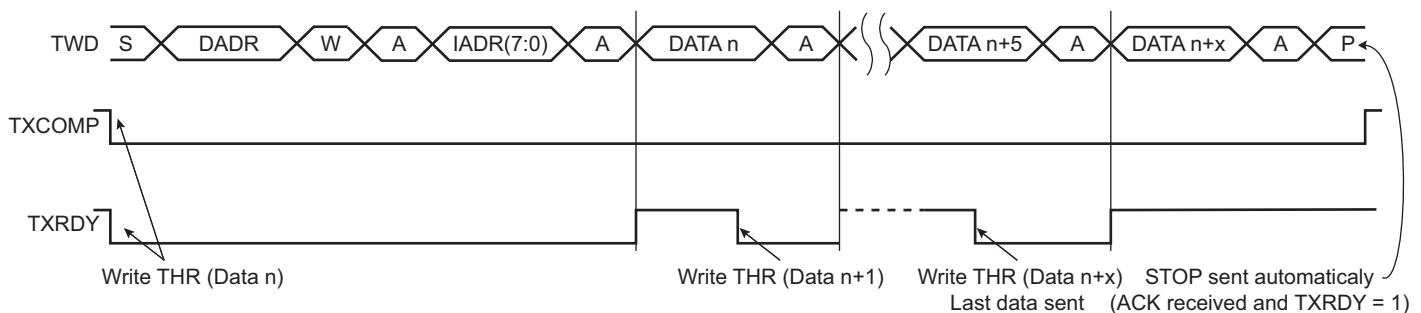 TWD S DADR W A IADR(7:0) A DATA n A DATA n+5 A DATA n+x A P
TXCOMP
TXRDY
Write THR (Data n) Write THR (Data n+1) Write THR (Data n+x) STOP sent automaticaly
Last data sent (ACK received and TXRDY = 1)